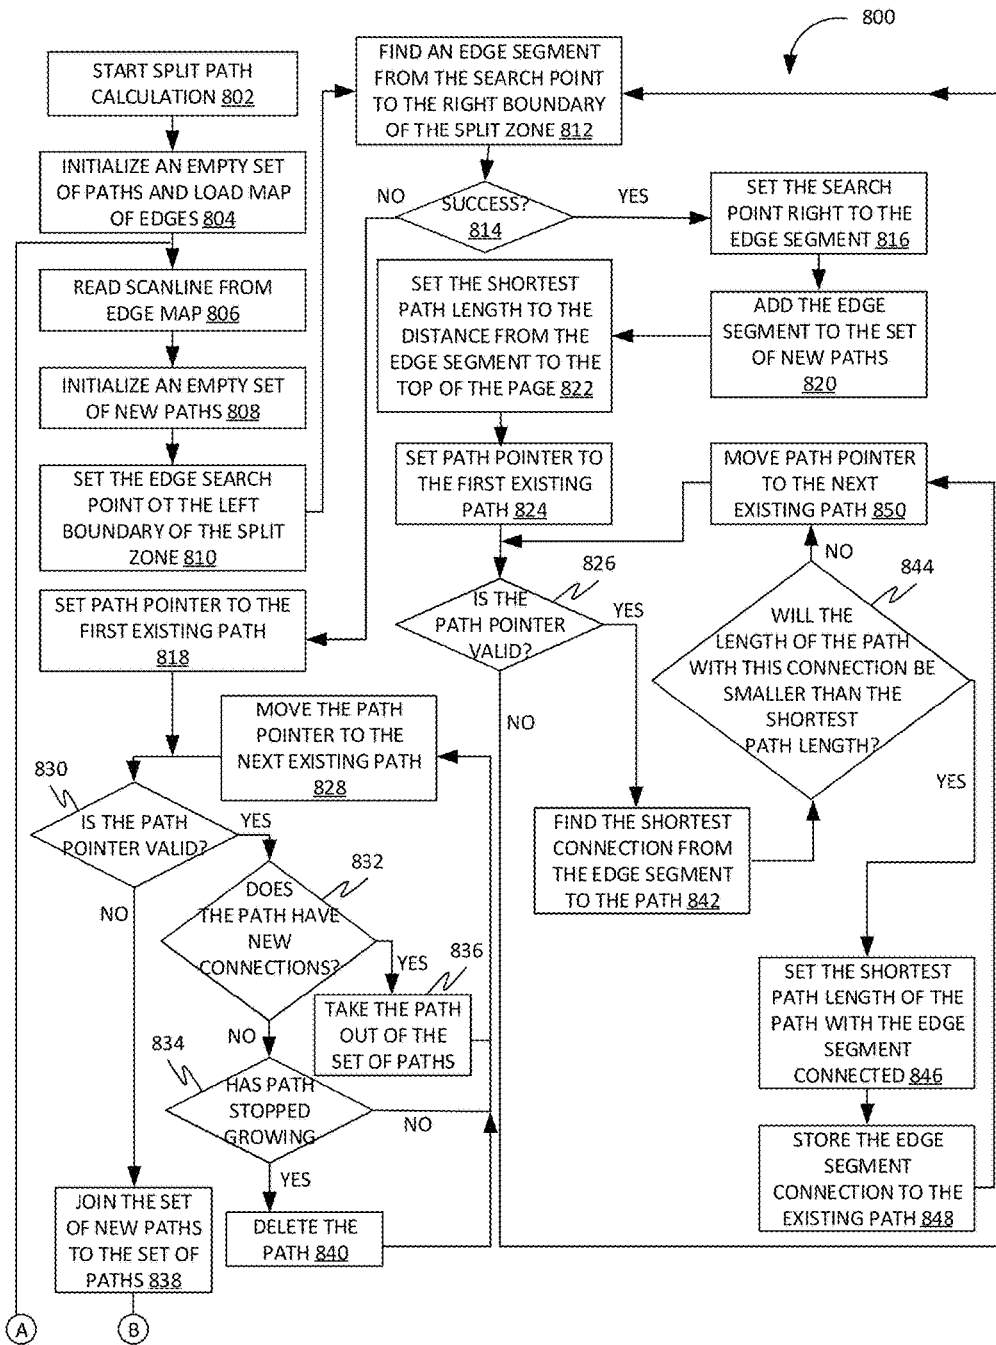 800
START SPLIT PATH
CALCULATION 802
INITIALIZE AN EMPTY SET
OF PATHS AND LOAD MAP
OF EDGES 804
READ SCANLINE FROM
EDGE MAP 806
INITIALIZE AN EMPTY SET
OF NEW PATHS 808
SET THE EDGE SEARCH
POINT OT THE LEFT
BOUNDARY OF THE SPLIT
ZONE 810
FIND AN EDGE SEGMENT
FROM THE SEARCH POINT
TO THE RIGHT BOUNDARY
OF THE SPLIT ZONE 812
NO
SUCCESS?
814
YES
SET THE SEARCH
POINT RIGHT TO THE
EDGE SEGMENT 816
ADD THE EDGE
SEGMENT TO THE SET
OF NEW PATHS
820
SET THE SHORTEST
PATH LENGTH TO THE
DISTANCE FROM THE
EDGE SEGMENT TO THE
TOP OF THE PAGE 822
SET PATH POINTER TO
THE FIRST EXISTING
PATH 824
MOVE PATH POINTER
TO THE NEXT
EXISTING PATH 850
NO
826
IS THE
PATH POINTER
VALID?
YES
NO
844
WILL THE
LENGTH OF THE PATH
WITH THIS CONNECTION BE
SMALLER THAN THE
SHORTEST
PATH LENGTH?
YES
FIND THE SHORTEST
CONNECTION FROM
THE EDGE SEGMENT
TO THE PATH 842
SET THE SHORTEST
PATH LENGTH OF THE
PATH WITH THE EDGE
SEGMENT
CONNECTED 846
STORE THE EDGE
SEGMENT
CONNECTION TO THE
EXISTING PATH 848
SET PATH POINTER TO THE
FIRST EXISTING PATH
818
MOVE THE PATH
POINTER TO THE
NEXT EXISTING PATH
828
830
IS THE PATH
POINTER VALID?
YES
NO
832
DOES
THE PATH HAVE
NEW
CONNECTIONS?
YES
NO
836
TAKE THE PATH
OUT OF THE
SET OF PATHS
834
HAS PATH
STOPPED
GROWING
NO
YES
DELETE THE
PATH 840
JOIN THE SET
OF NEW PATHS
TO THE SET OF
PATHS 838
A
B